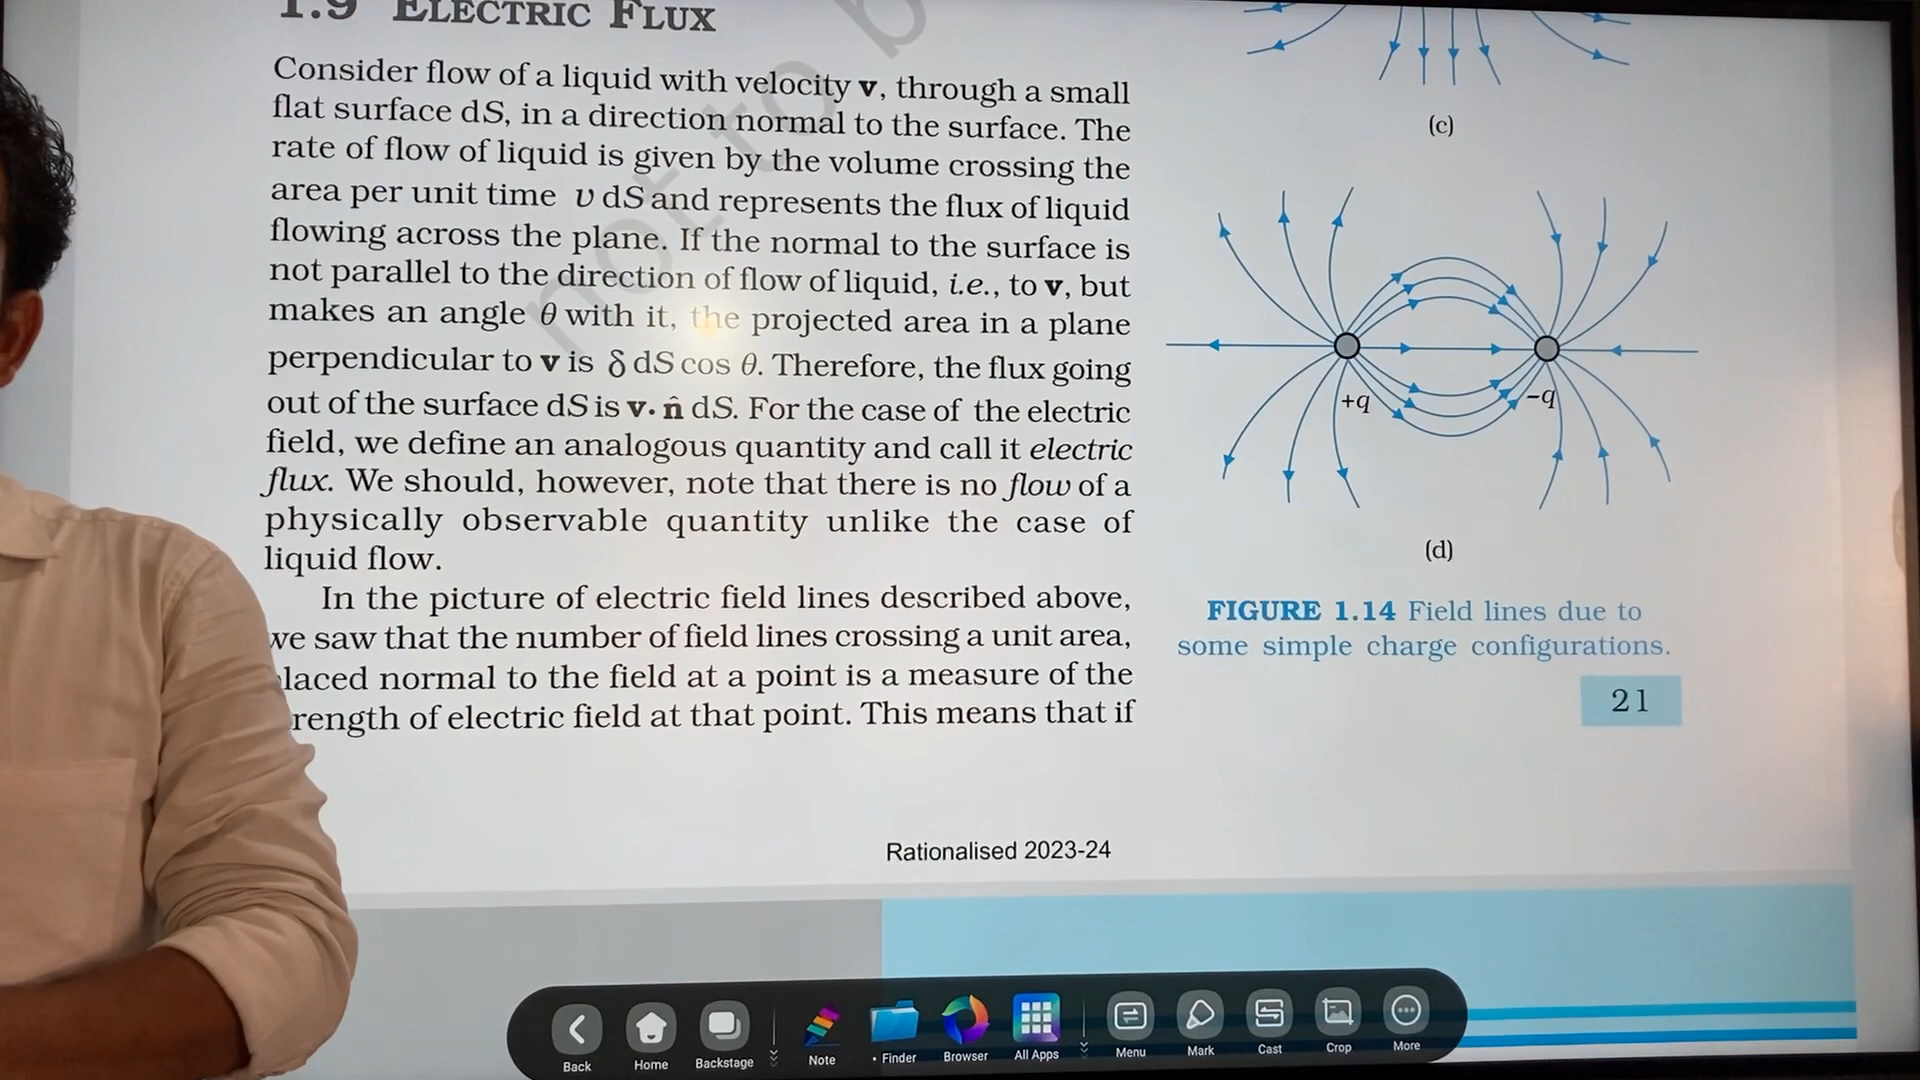 1.9 ELECTRIC FLUX
Consider flow of a liquid with velocity v, through a small
flat surface dS, in a direction normal to the surface. The
rate of flow of liquid is given by the volume crossing the
area per unit time υ dS and represents the flux of liquid
flowing across the plane. If the normal to the surface is
not parallel to the direction of flow of liquid, i.e., to v, but
makes an angle θ with it, the projected area in a plane
perpendicular to v is δ dS cos θ. Therefore, the flux going
out of the surface dS is v. n̂ dS. For the case of the electric
field, we define an analogous quantity and call it electric
flux. We should, however, note that there is no flow of a
physically observable quantity unlike the case of
liquid flow.
In the picture of electric field lines described above,
we saw that the number of field lines crossing a unit area,
laced normal to the field at a point is a measure of the
rength of electric field at that point. This means that if
not to b
(c)
+q
−q
(d)
FIGURE 1.14 Field lines due to
some simple charge configurations.
21
Rationalised 2023-24
Back
Home
Backstage
Note
• Finder
Browser
All Apps
Menu
Mark
Cast
Crop
More